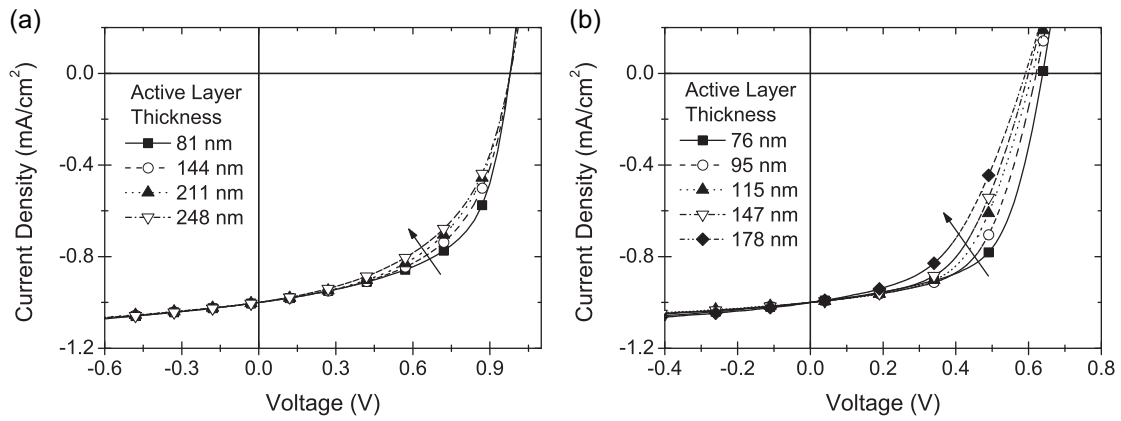 (a)
0.0
-0.4
-0.8
-1.2
Current Density (mA/cm²)
Active Layer
Thickness
81 nm
144 nm
211 nm
248 nm
-0.6
-0.3
0.0
0.3
0.6
0.9
Voltage (V)
(b)
0.0
-0.4
-0.8
-1.2
Current Density (mA/cm²)
Active Layer
Thickness
76 nm
95 nm
115 nm
147 nm
178 nm
-0.4
-0.2
0.0
0.2
0.4
0.6
0.8
Voltage (V)